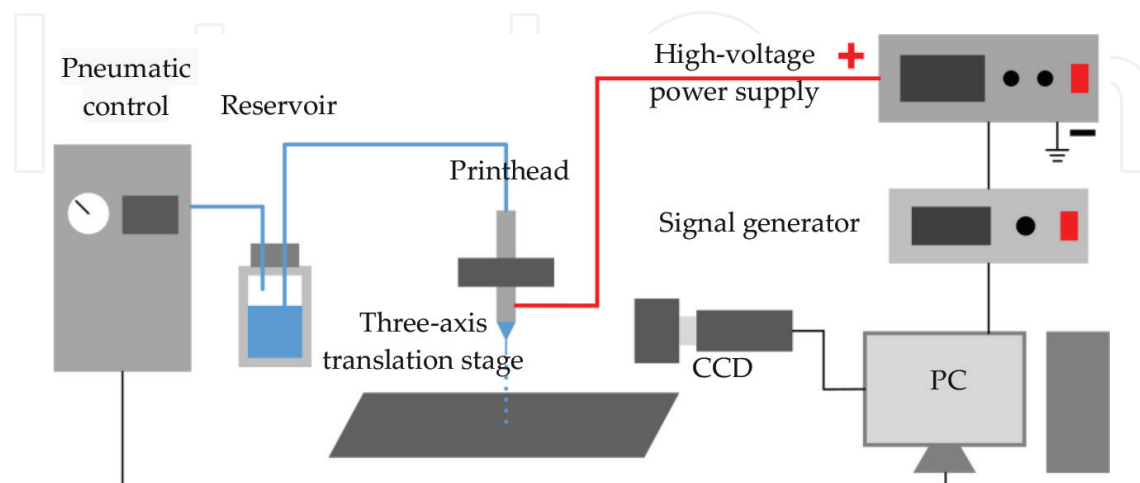 Pneumatic
control
Reservoir
Printhead
High-voltage
power supply
+
Signal generator
Three-axis
translation stage
CCD
PC